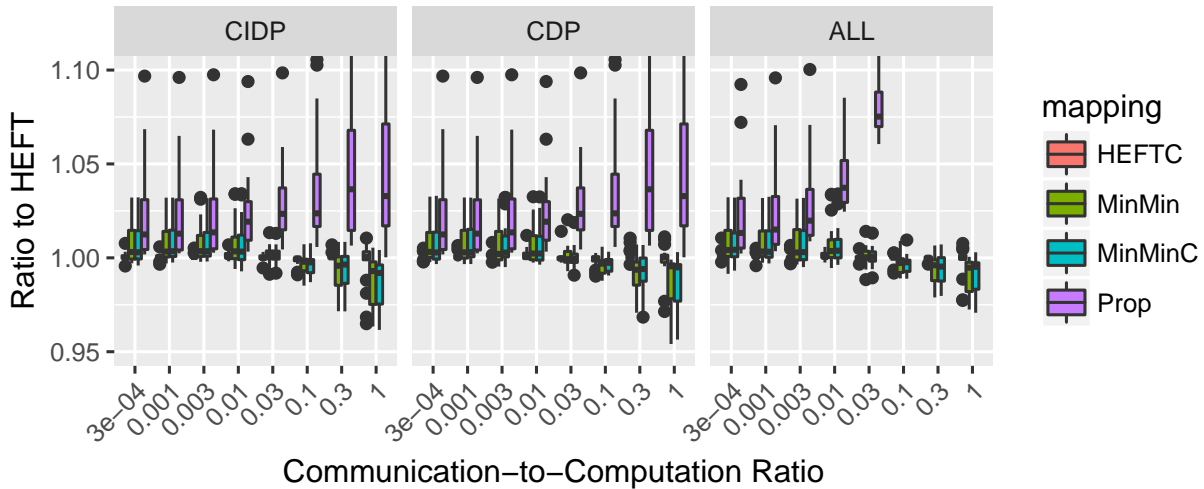 CIDP CDP ALL
Ratio to HEFT
1.10
1.05
1.00
0.95
3e−04 0.001 0.003 0.01 0.03 0.1 0.3 1
3e−04 0.001 0.003 0.01 0.03 0.1 0.3 1
3e−04 0.001 0.003 0.01 0.03 0.1 0.3 1
Communication−to−Computation Ratio
mapping
HEFTC
MinMin
MinMinC
Prop